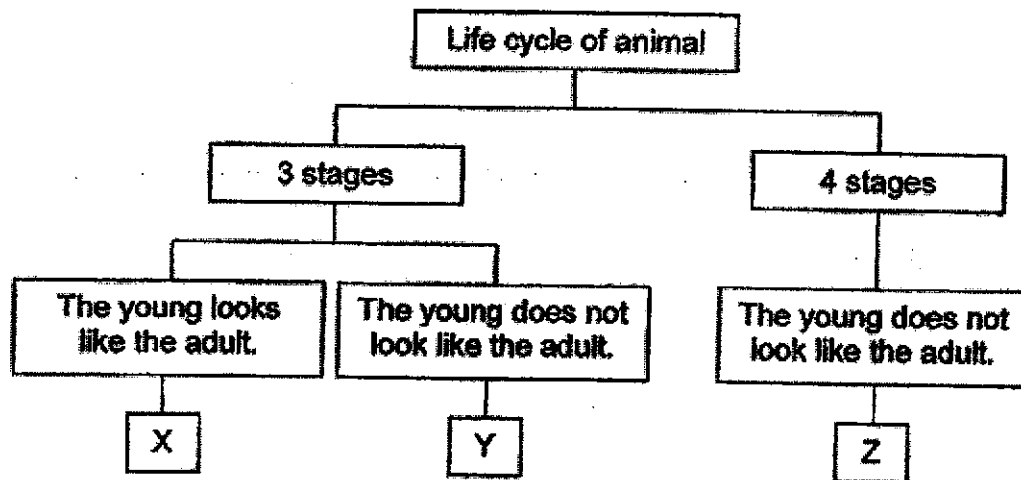 Life cycle of animal
3 stages
4 stages
The young looks
like the adult.
The young does not
look like the adult.
The young does not
look like the adult.
X
Y
Z